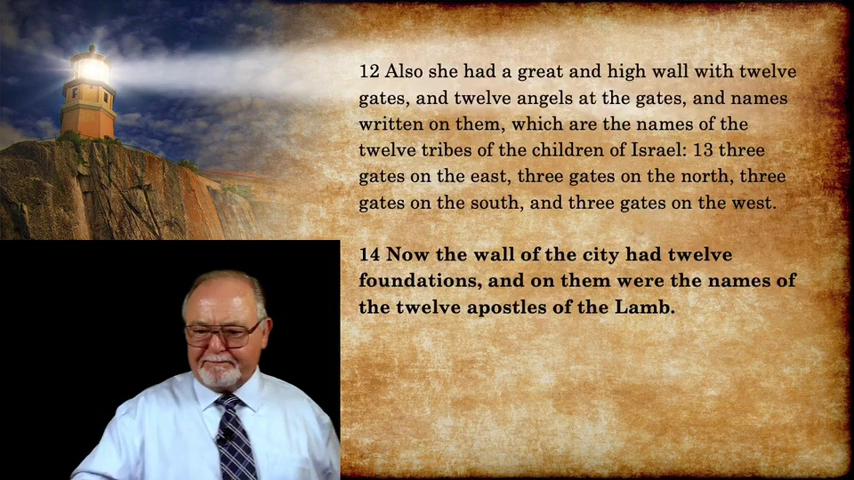 12 Also she had a great and high wall with twelve
gates, and twelve angels at the gates, and names
written on them, which are the names of the
twelve tribes of the children of Israel: 13 three
gates on the east, three gates on the north, three
gates on the south, and three gates on the west.
14 Now the wall of the city had twelve
foundations, and on them were the names of
the twelve apostles of the Lamb.